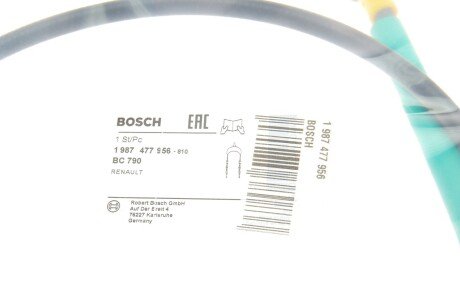 BOSCH EAC
1 St/Pc
1 987 477 956 - 810
BC 790
RENAULT
Robert Bosch GmbH
Auf Der Breit 4
76227 Karlsruhe
Germany
1 987 477 956
BOSCH